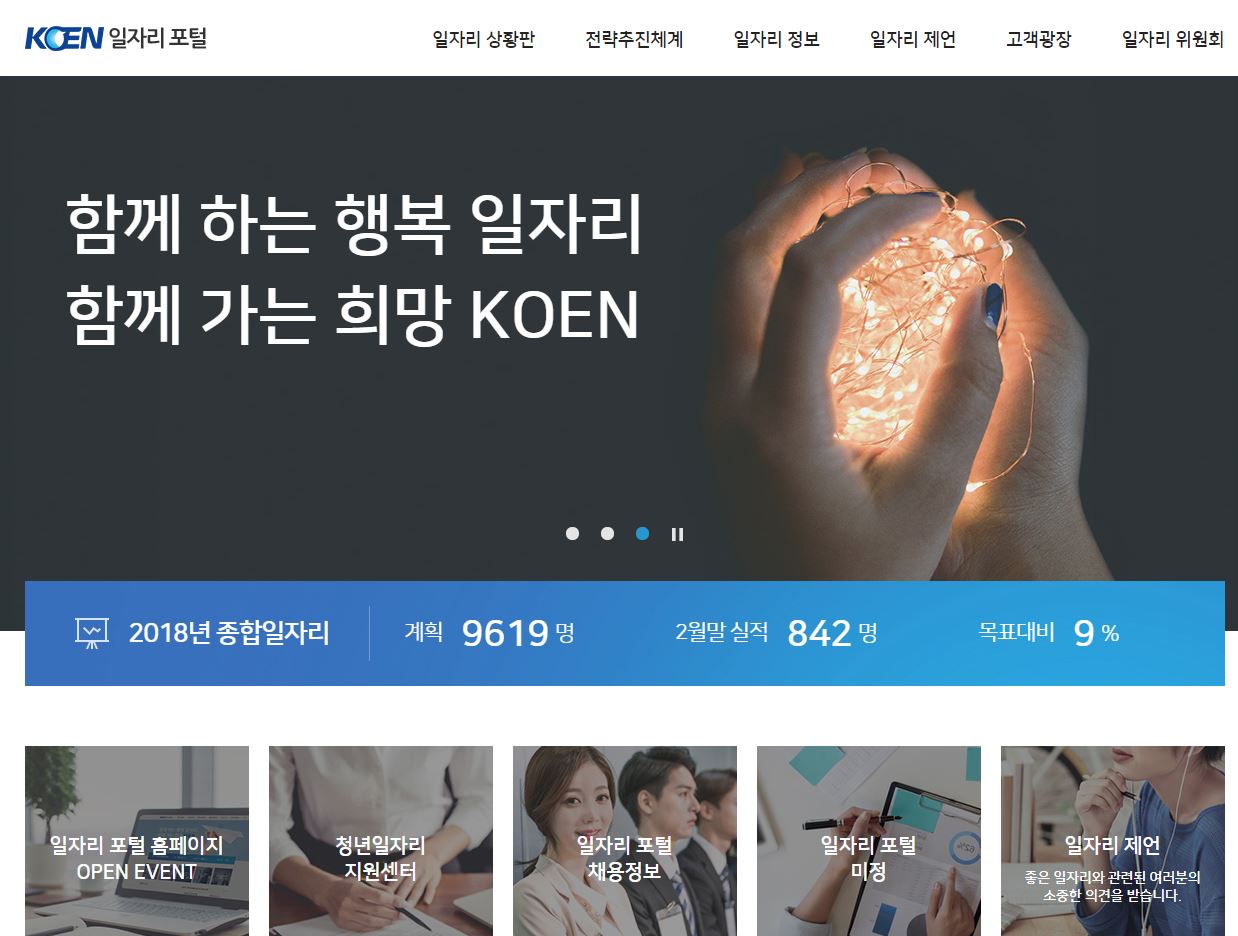 KOEN 일자리 포털
일자리 상황판 전략추진체계 일자리 정보 일자리 제언 고객광장 일자리 위원회
함께 하는 행복 일자리
함께 가는 희망 KOEN
2018년 종합일자리 계획 9619 명 2월말 실적 842 명 목표대비 9 %
일자리 포털 홈페이지
OPEN EVENT
청년일자리
지원센터
일자리 포털
채용정보
일자리 포털
미정
일자리 제언
좋은 일자리와 관련된 여러분의
소중한 의견을 받습니다.